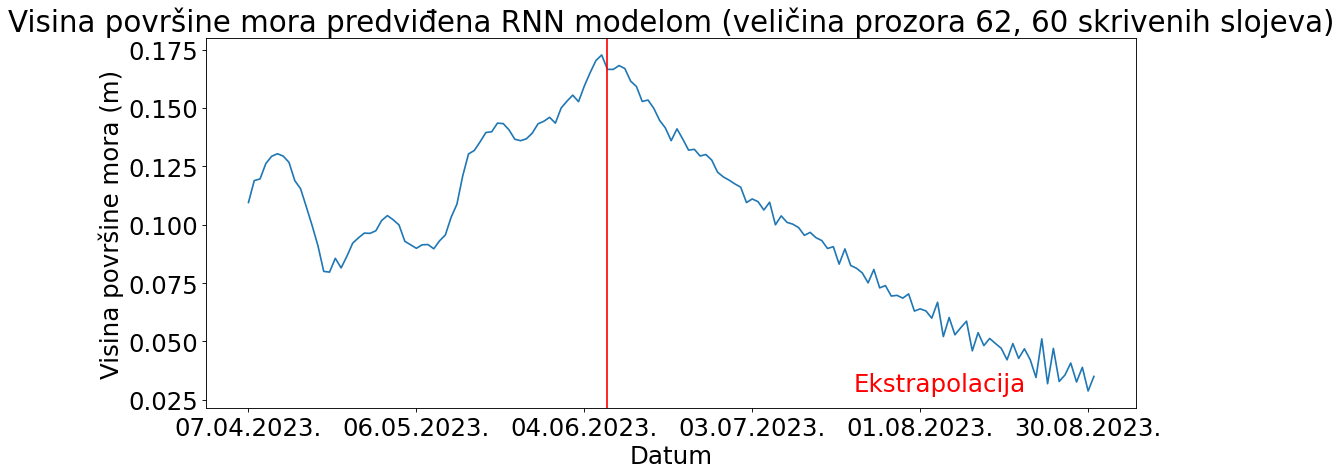 Visina površine mora predviđena RNN modelom (veličina prozora 62, 60 skrivenih slojeva)
Visina površine mora (m)
0.175
0.150
0.125
0.100
0.075
0.050
0.025
Ekstrapolacija
07.04.2023. 06.05.2023. 04.06.2023. 03.07.2023. 01.08.2023. 30.08.2023.
Datum